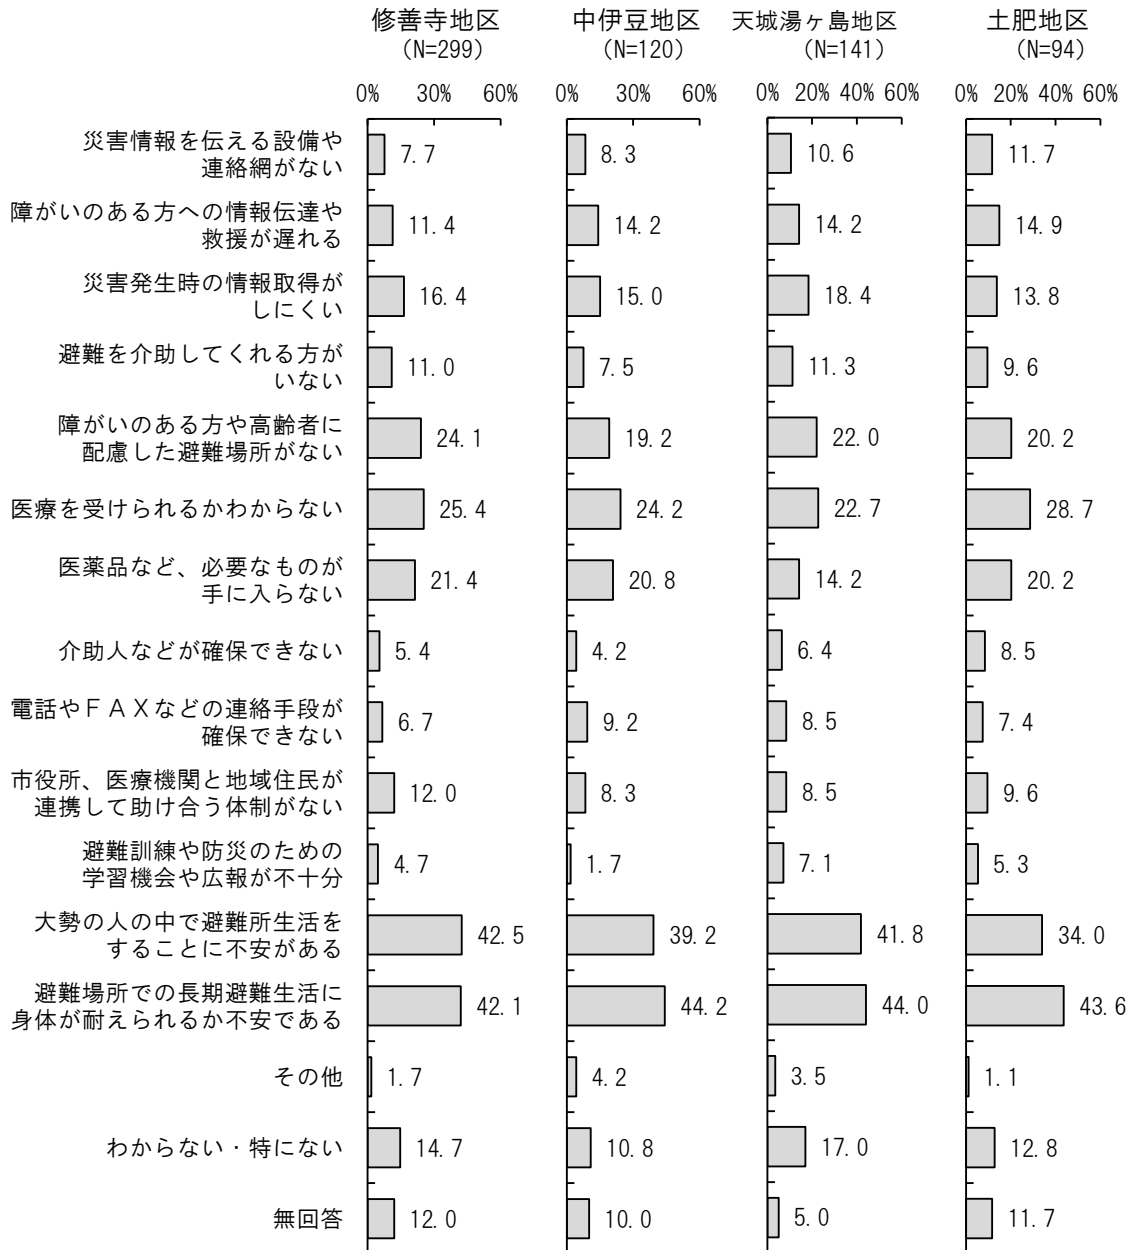 修善寺地区 中伊豆地区 天城湯ヶ島地区 土肥地区
(N=299) (N=120) (N=141) (N=94)
0% 30% 60% 0% 30% 60% 0% 20% 40% 60% 0% 20% 40% 60%
災害情報を伝える設備や
連絡網がない 7.7 8.3 10.6 11.7
障がいのある方への情報伝達や
救援が遅れる 11.4 14.2 14.2 14.9
災害発生時の情報取得が
しにくい 16.4 15.0 18.4 13.8
避難を介助してくれる方が
いない 11.0 7.5 11.3 9.6
障がいのある方や高齢者に
配慮した避難場所がない 24.1 19.2 22.0 20.2
医療を受けられるかわからない 25.4 24.2 22.7 28.7
医薬品など、必要なものが
手に入らない 21.4 20.8 14.2 20.2
介助人などが確保できない 5.4 4.2 6.4 8.5
電話やFAXなどの連絡手段が
確保できない 6.7 9.2 8.5 7.4
市役所、医療機関と地域住民が
連携して助け合う体制がない 12.0 8.3 8.5 9.6
避難訓練や防災のための
学習機会や広報が不十分 4.7 1.7 7.1 5.3
大勢の人の中で避難所生活を
することに不安がある 42.5 39.2 41.8 34.0
避難場所での長期避難生活に
身体が耐えられるか不安である 42.1 44.2 44.0 43.6
その他 1.7 4.2 3.5 1.1
わからない・特にない 14.7 10.8 17.0 12.8
無回答 12.0 10.0 5.0 11.7